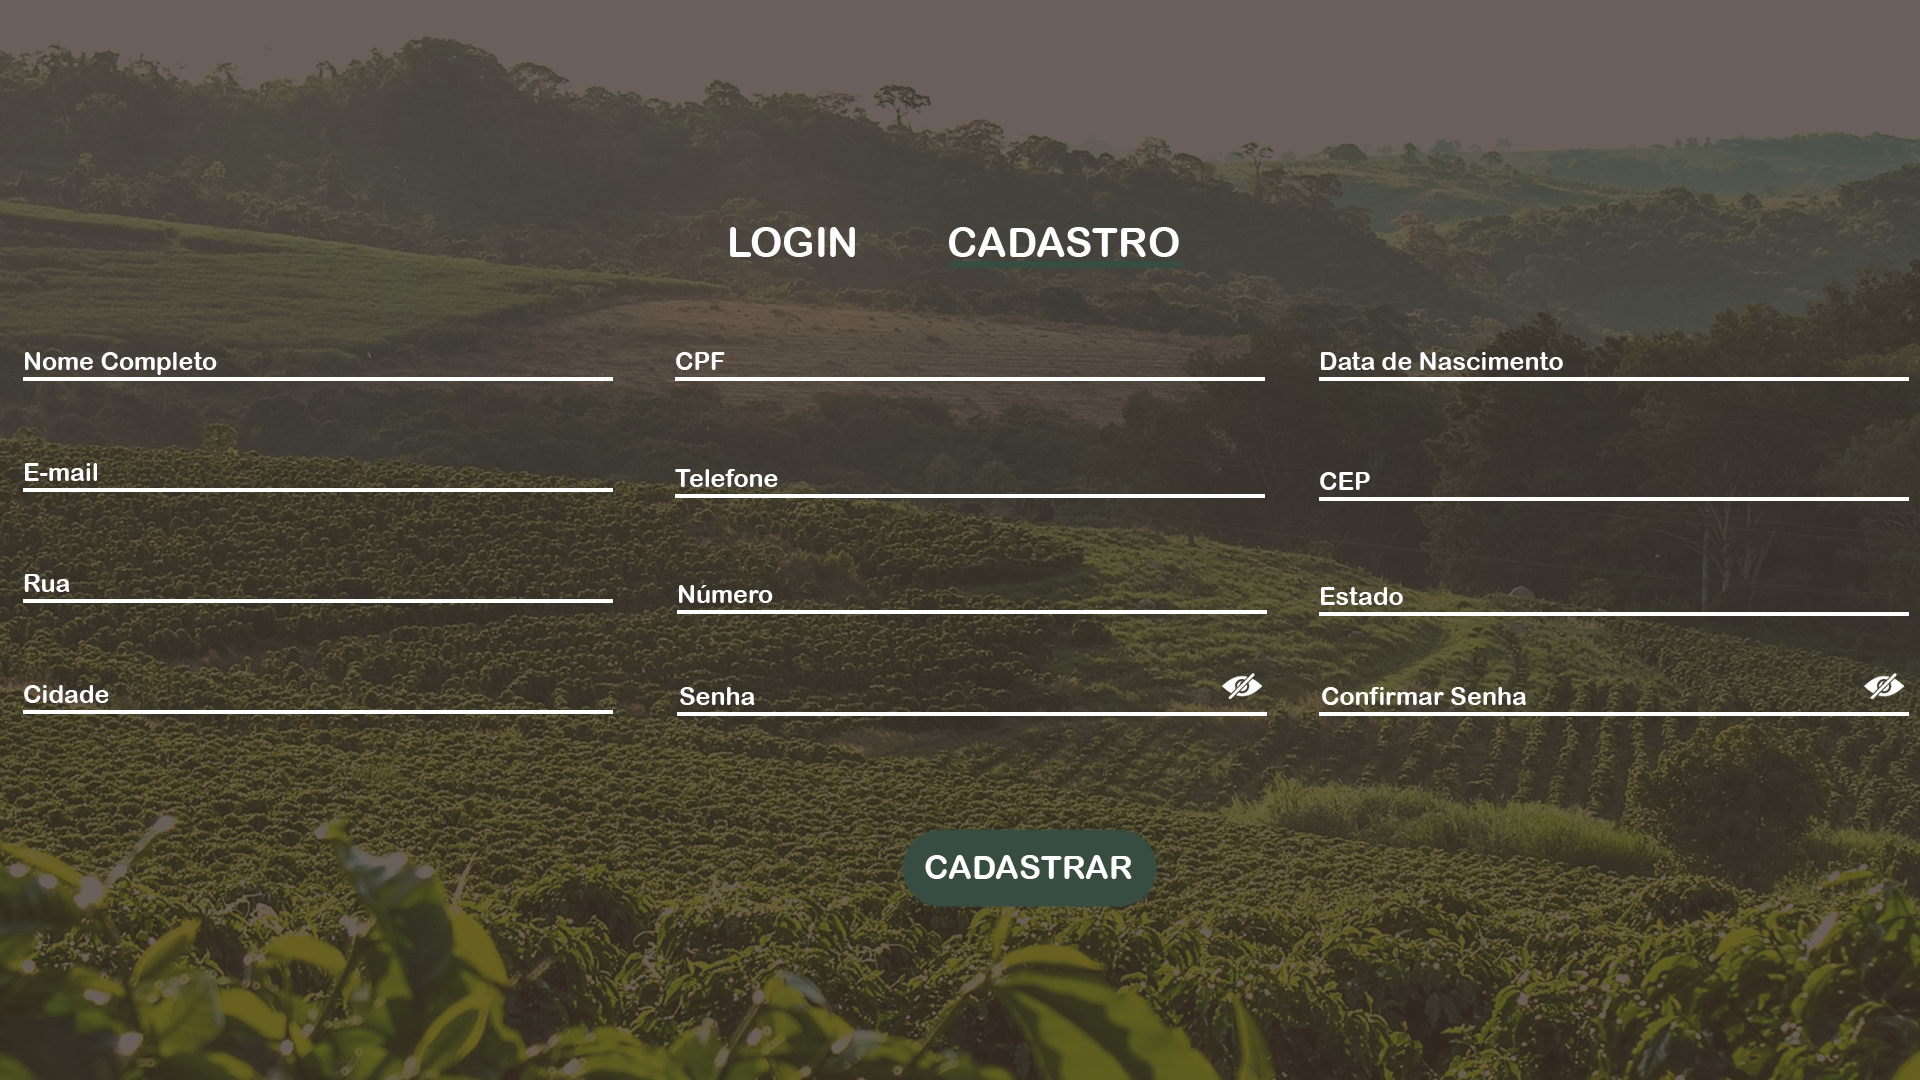 LOGIN CADASTRO
Nome Completo CPF Data de Nascimento
E-mail Telefone CEP
Rua Número Estado
Cidade Senha Confirmar Senha
CADASTRAR